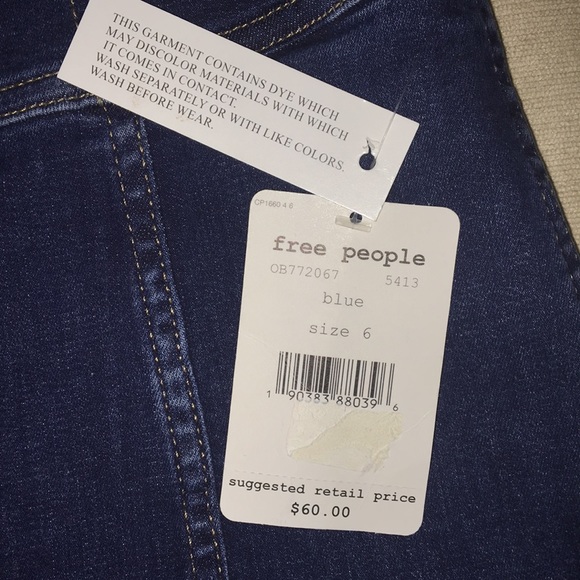 THIS GARMENT CONTAINS DYE WHICH
MAY DISCOLOR MATERIALS WITH WHICH
IT COMES IN CONTACT.
WASH SEPARATELY OR WITH LIKE COLORS.
WASH BEFORE WEAR.
CP1660 4 6
free people
OB772067 5413
blue
size 6
1 90383 88039 6
suggested retail price
$60.00